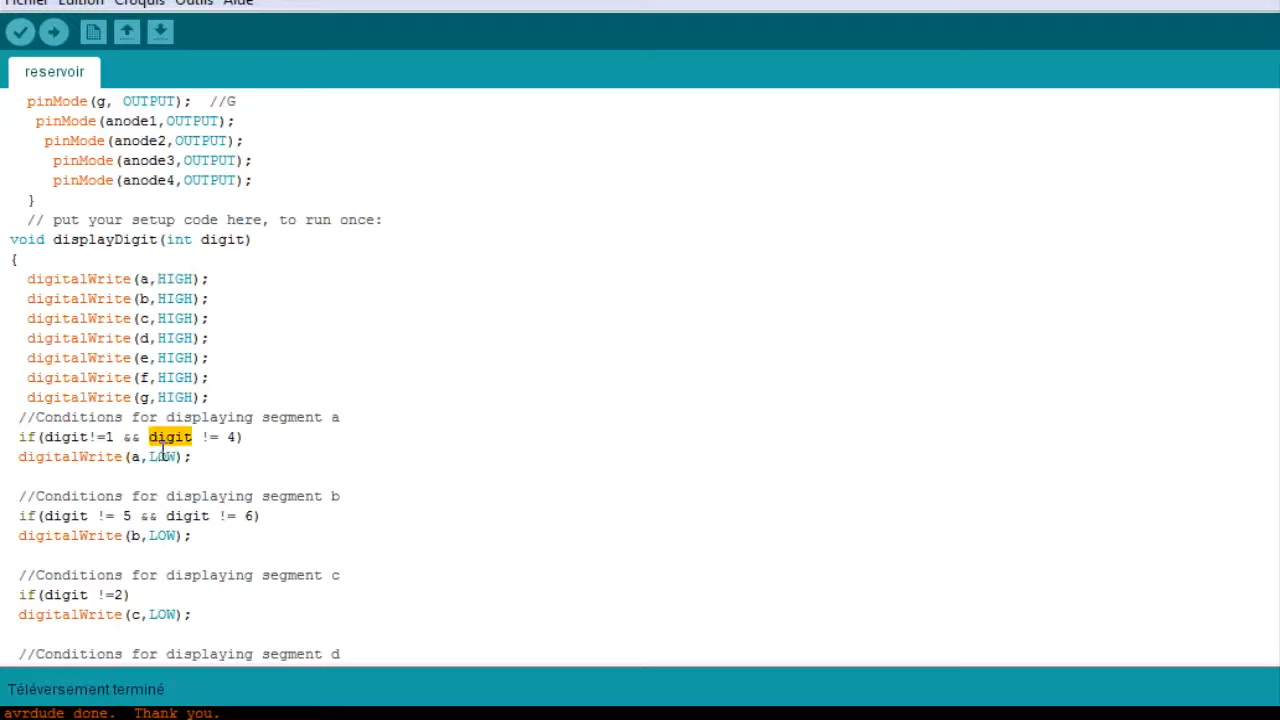 Fichier Edition Croquis Outils Aide
reservoir
pinMode(g, OUTPUT);  //G
pinMode(anode1,OUTPUT);
pinMode(anode2,OUTPUT);
pinMode(anode3,OUTPUT);
pinMode(anode4,OUTPUT);
}
// put your setup code here, to run once:
void displayDigit(int digit)
{
digitalWrite(a,HIGH);
digitalWrite(b,HIGH);
digitalWrite(c,HIGH);
digitalWrite(d,HIGH);
digitalWrite(e,HIGH);
digitalWrite(f,HIGH);
digitalWrite(g,HIGH);
//Conditions for displaying segment a
if(digit!=1 && digit != 4)
digitalWrite(a,LOW);
//Conditions for displaying segment b
if(digit != 5 && digit != 6)
digitalWrite(b,LOW);
//Conditions for displaying segment c
if(digit !=2)
digitalWrite(c,LOW);
//Conditions for displaying segment d
Téléversement terminé
avrdude done.  Thank you.